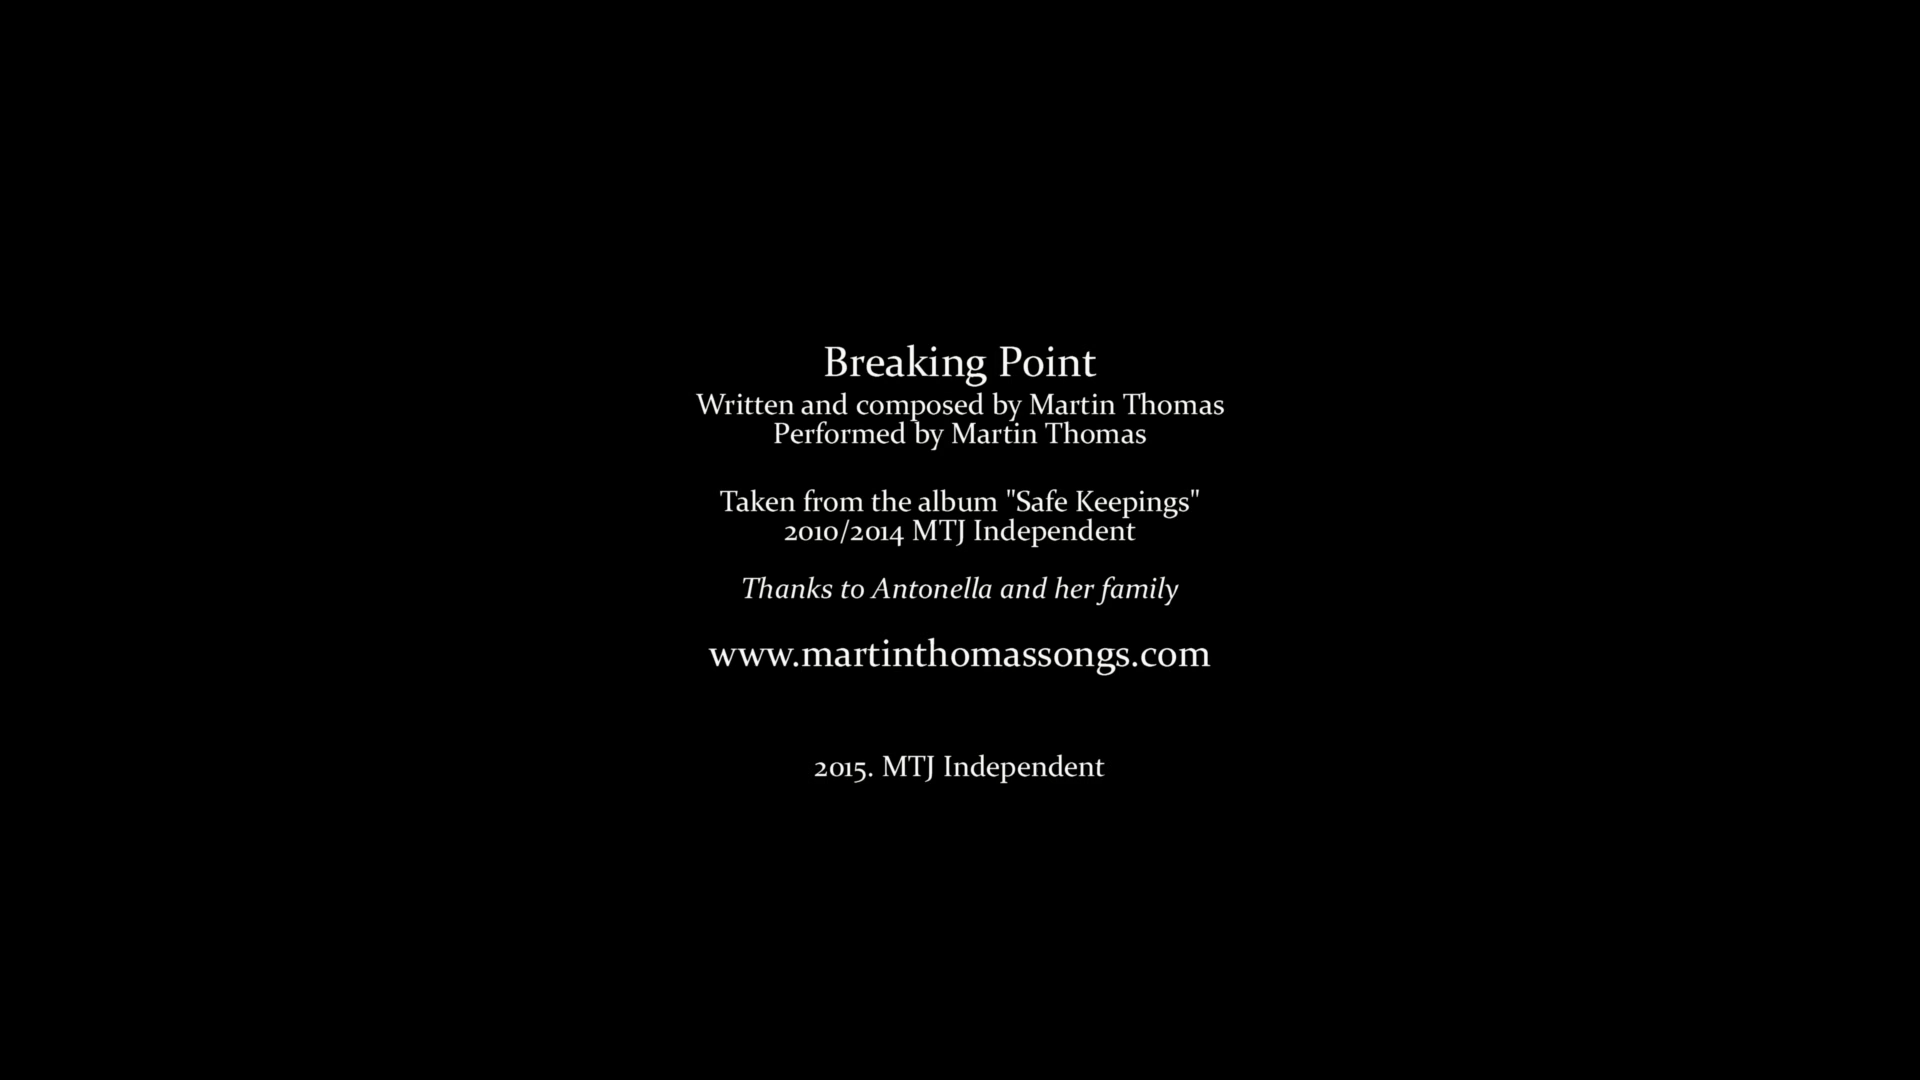 Breaking Point
Written and composed by Martin Thomas
Performed by Martin Thomas
Taken from the album "Safe Keepings"
2010/2014 MTJ Independent
Thanks to Antonella and her family
www.martinthomassongs.com
2015. MTJ Independent